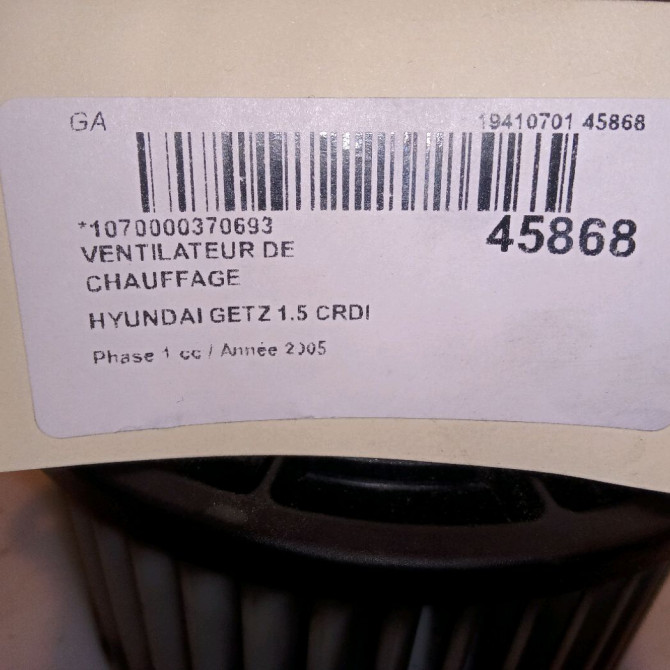 GA
19410701 45868
*1070000370693
45868
VENTILATEUR DE
CHAUFFAGE
HYUNDAI GETZ 1.5 CRDI
Phase 1 cc / Année 2005